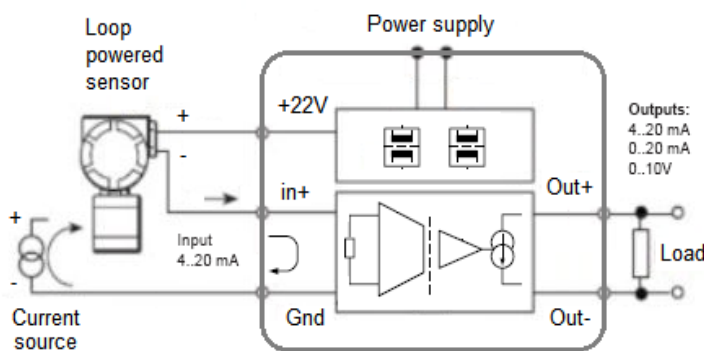 Loop
powered
sensor
Power supply
+
+22V
-
in+
Out+
Outputs:
4..20 mA
0..20 mA
0..10V
+
Input
4..20 mA
Load
-
Gnd
Out-
Current
source